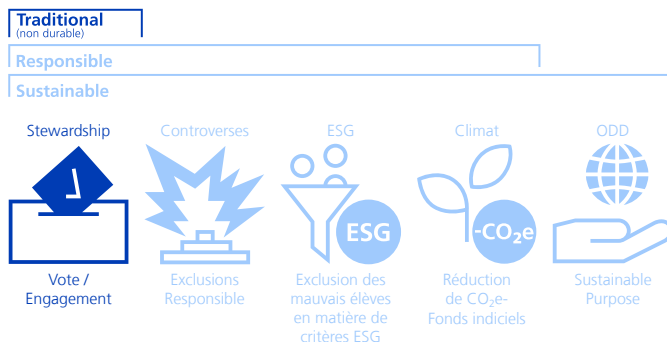 Traditional
(non durable)
Responsible
Sustainable
Stewardship
Controverses
ESG
Climat
ODD
ESG
-CO₂e
Vote /
Engagement
Exclusions
Responsible
Exclusion des
mauvais élèves
en matière de
critères ESG
Réduction
de CO₂e-
Fonds indiciels
Sustainable
Purpose